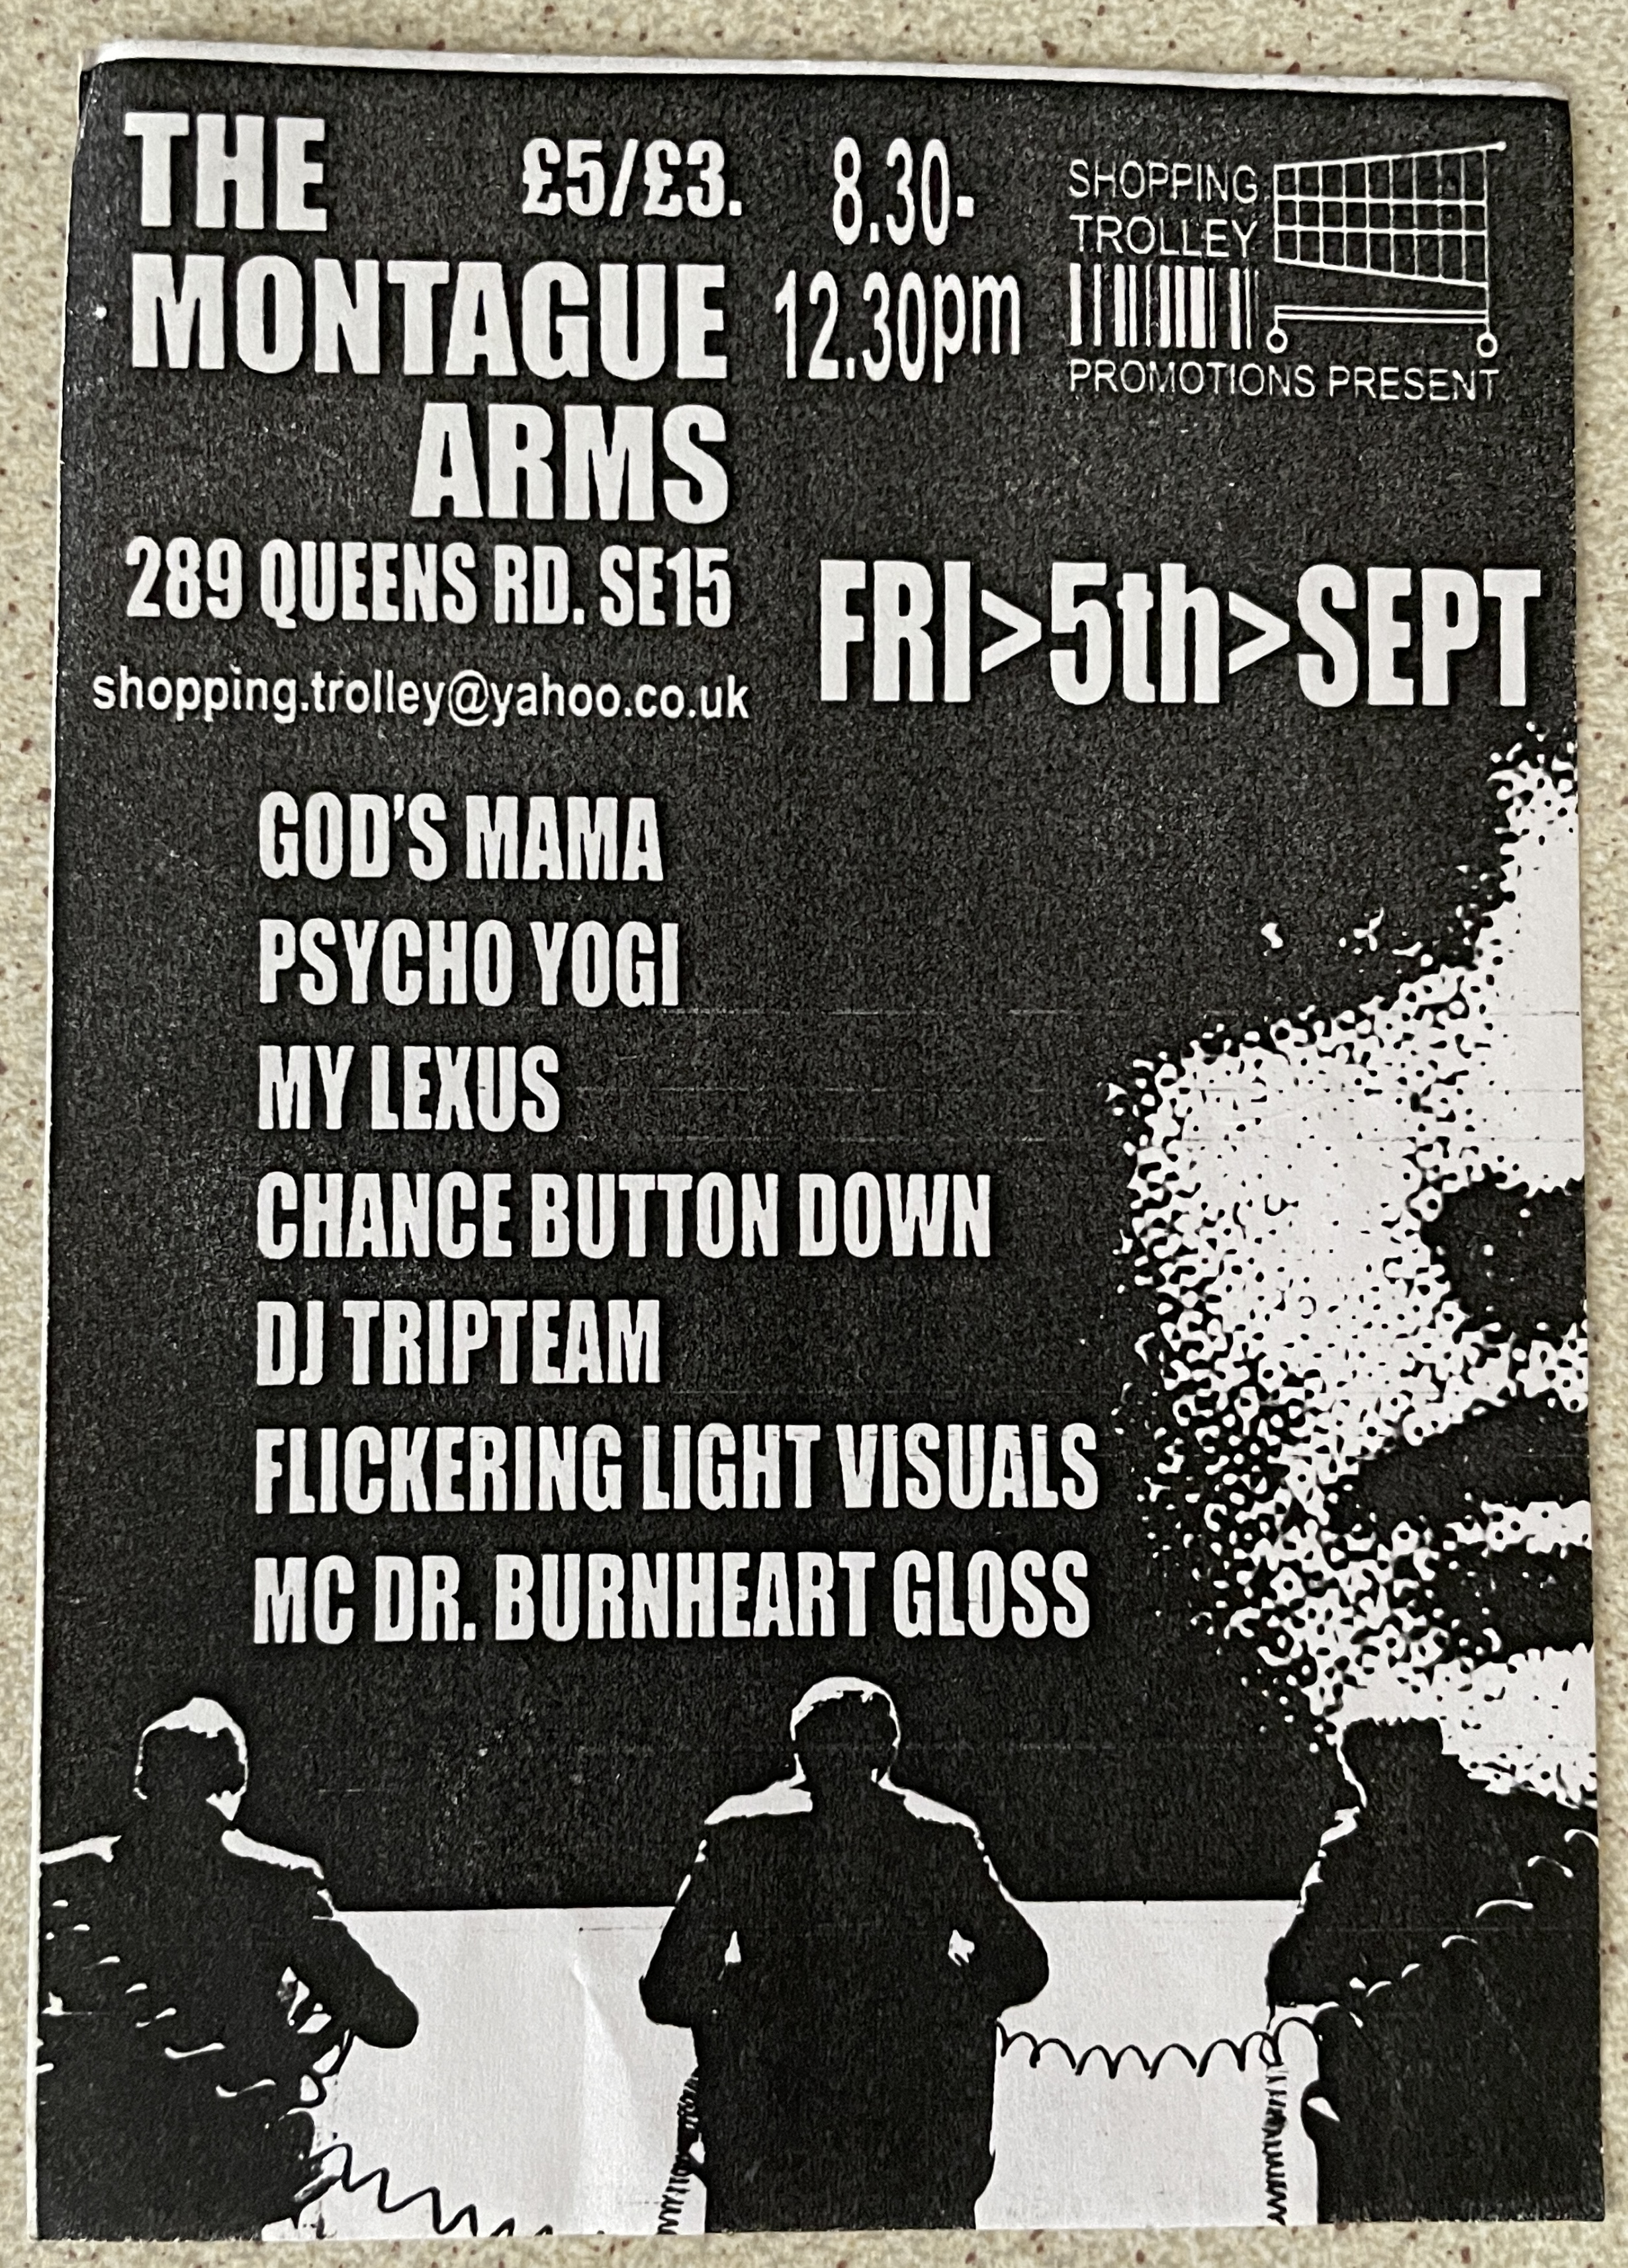 THE
£5/£3.
MONTAGUE
ARMS
289 QUEENS RD. SE15
shopping.trolley@yahoo.co.uk
8.30-
12.30pm
SHOPPING
TROLLEY
PROMOTIONS PRESENT
FRI>5th>SEPT
GOD'S MAMA
PSYCHO YOGI
MY LEXUS
CHANCE BUTTON DOWN
DJ TRIPTEAM
FLICKERING LIGHT VISUALS
MC DR. BURNHEART GLOSS